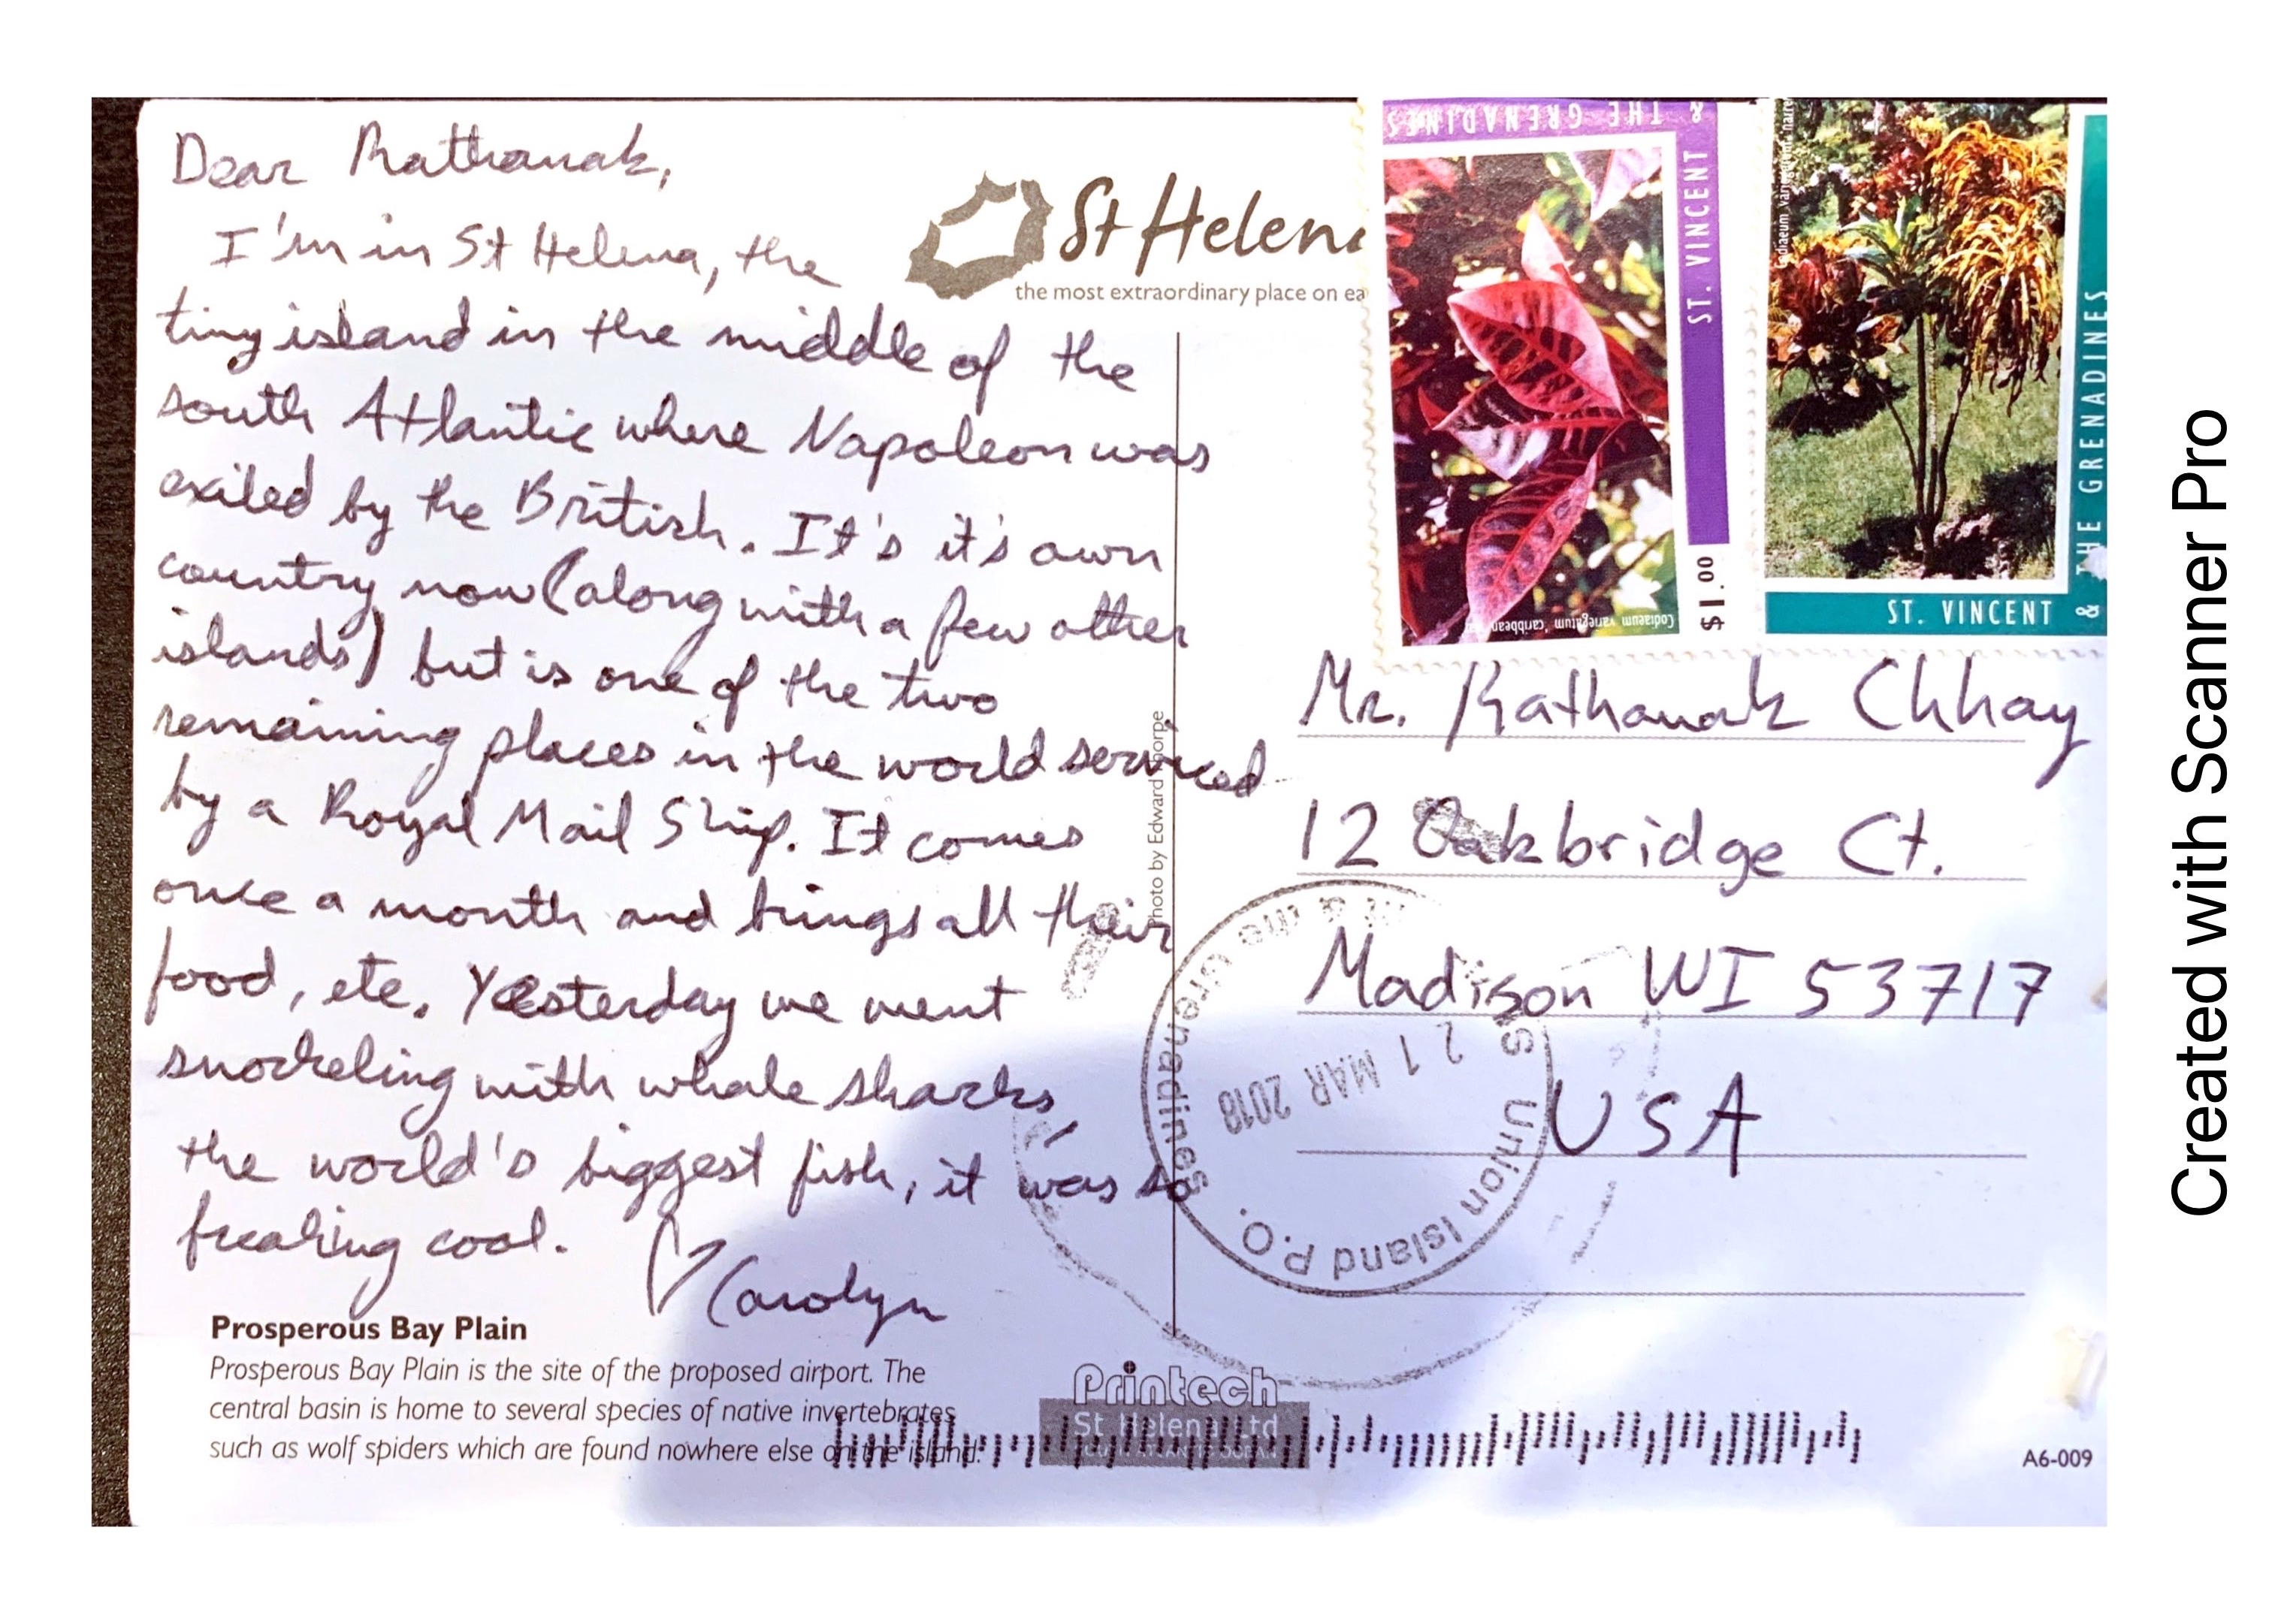 Dear Rathanak,
I'm in St Helena, the
tiny island in the middle of the
south Atlantic where Napoleon was
exiled by the British. It's it's own
country now (along with a few other
islands) but is one of the two
remaining places in the world serviced
by a Royal Mail Ship. It comes
once a month and brings all their
food, etc. Yesterday we went
snorkeling with whale sharks,
the world's biggest fish, it was so
freaking cool. ♡ Carolyn
Prosperous Bay Plain
Prosperous Bay Plain is the site of the proposed airport. The
central basin is home to several species of native invertebrates
such as wolf spiders which are found nowhere else on the island.
St Helena
the most extraordinary place on ea
Photo by Edward Thorpe
Printech
St Helena Ltd
SOUTH ATLANTIC OCEAN
ST. VINCENT & THE GRENADINES
$1.00
Codiaeum variegatum 'caribbean
ST. VINCENT & THE GRENADINES
Codiaeum variegatum 'narre
Mr. Rathanak Chhay
12 Oakbridge Ct.
Madison WI 53717
USA
& the Grenadines
21 MAR 2018
Union Island P.O.
A6-009
Created with Scanner Pro